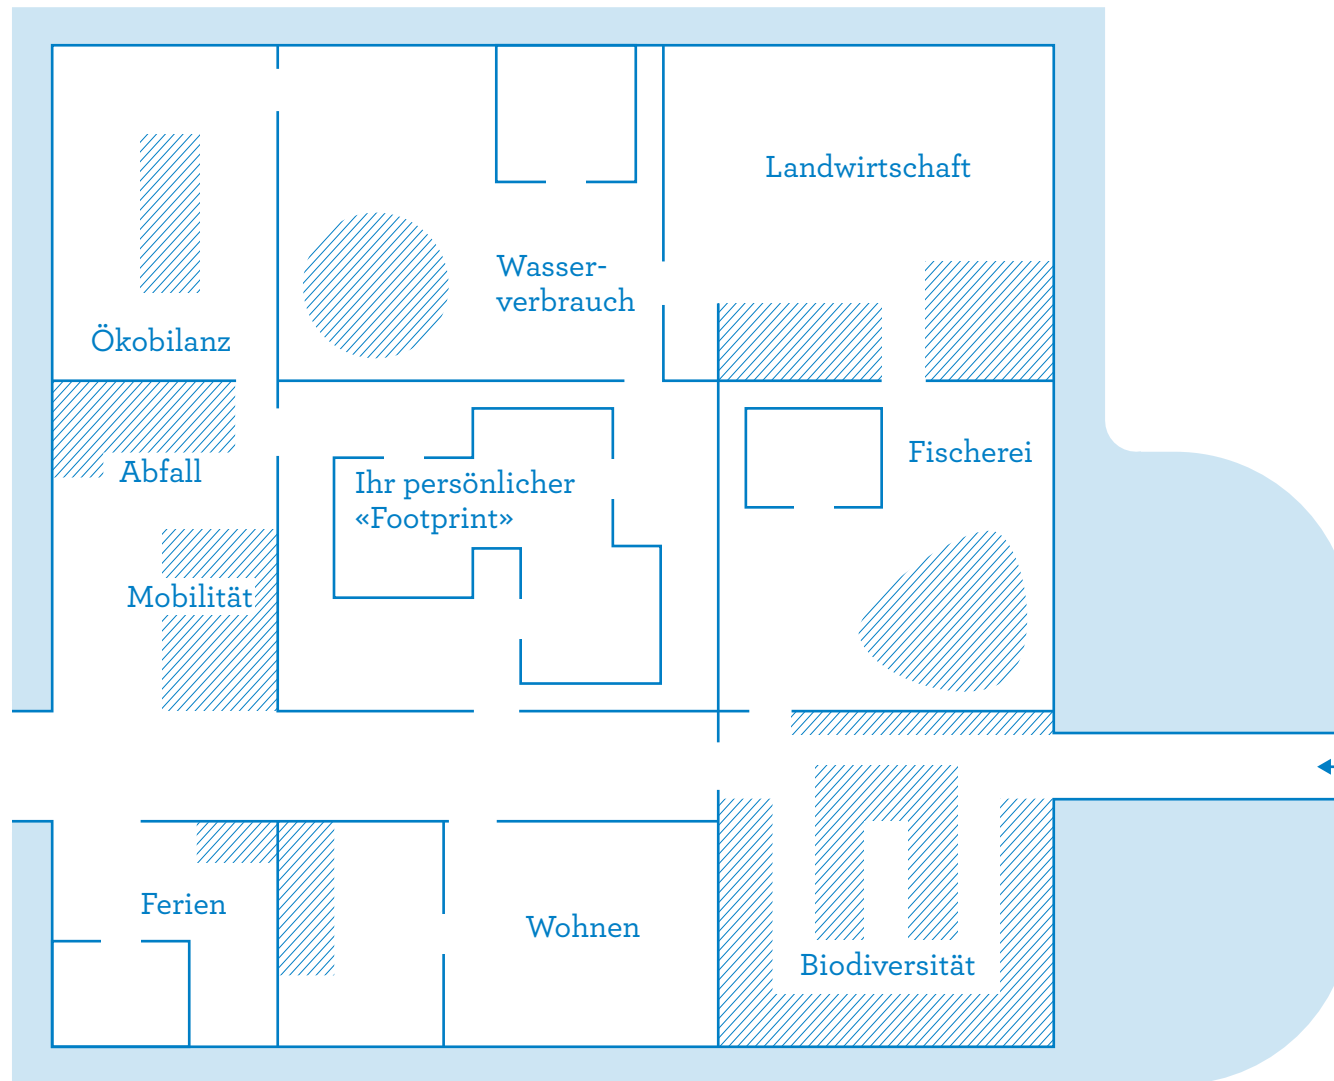 Landwirtschaft
Wasser-
verbrauch
Ökobilanz
Fischerei
Abfall
Ihr persönlicher
«Footprint»
Mobilität
Ferien
Wohnen
Biodiversität